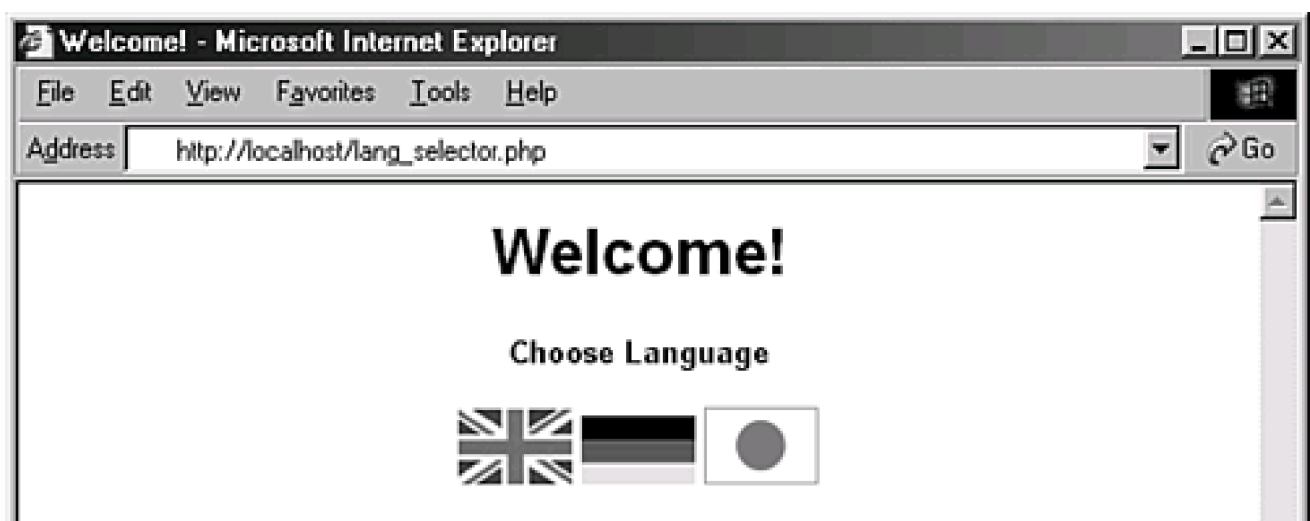 Welcome! - Microsoft Internet Explorer
File Edit View Favorites Tools Help
Address http://localhost/lang_selector.php Go
Welcome!
Choose Language